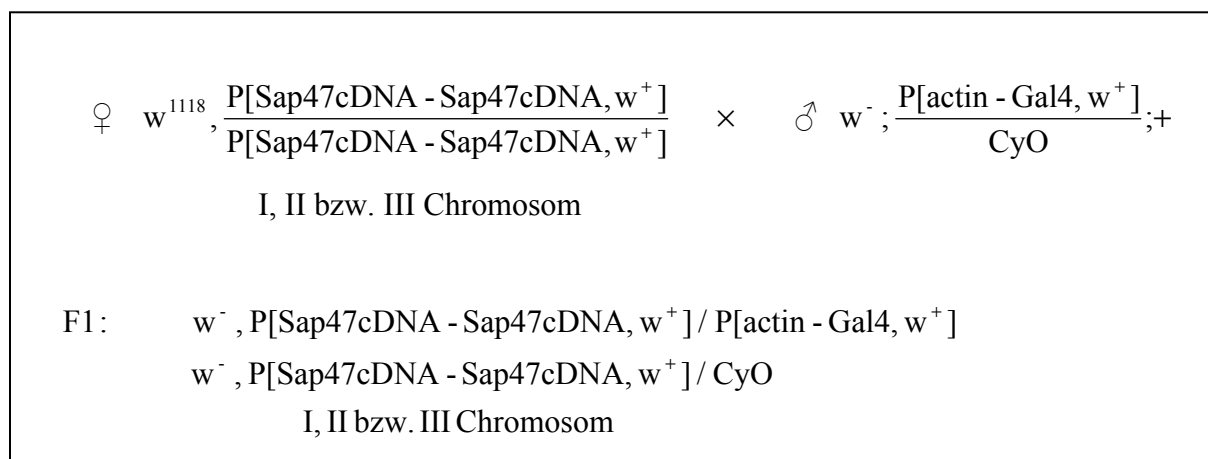 ♀ w¹¹¹⁸, P[Sap47cDNA - Sap47cDNA, w⁺] / P[Sap47cDNA - Sap47cDNA, w⁺] × ♂ w⁻; P[actin - Gal4, w⁺] / CyO ;+
I, II bzw. III Chromosom
F1: w⁻, P[Sap47cDNA - Sap47cDNA, w⁺] / P[actin - Gal4, w⁺]
w⁻, P[Sap47cDNA - Sap47cDNA, w⁺] / CyO
I, II bzw. III Chromosom